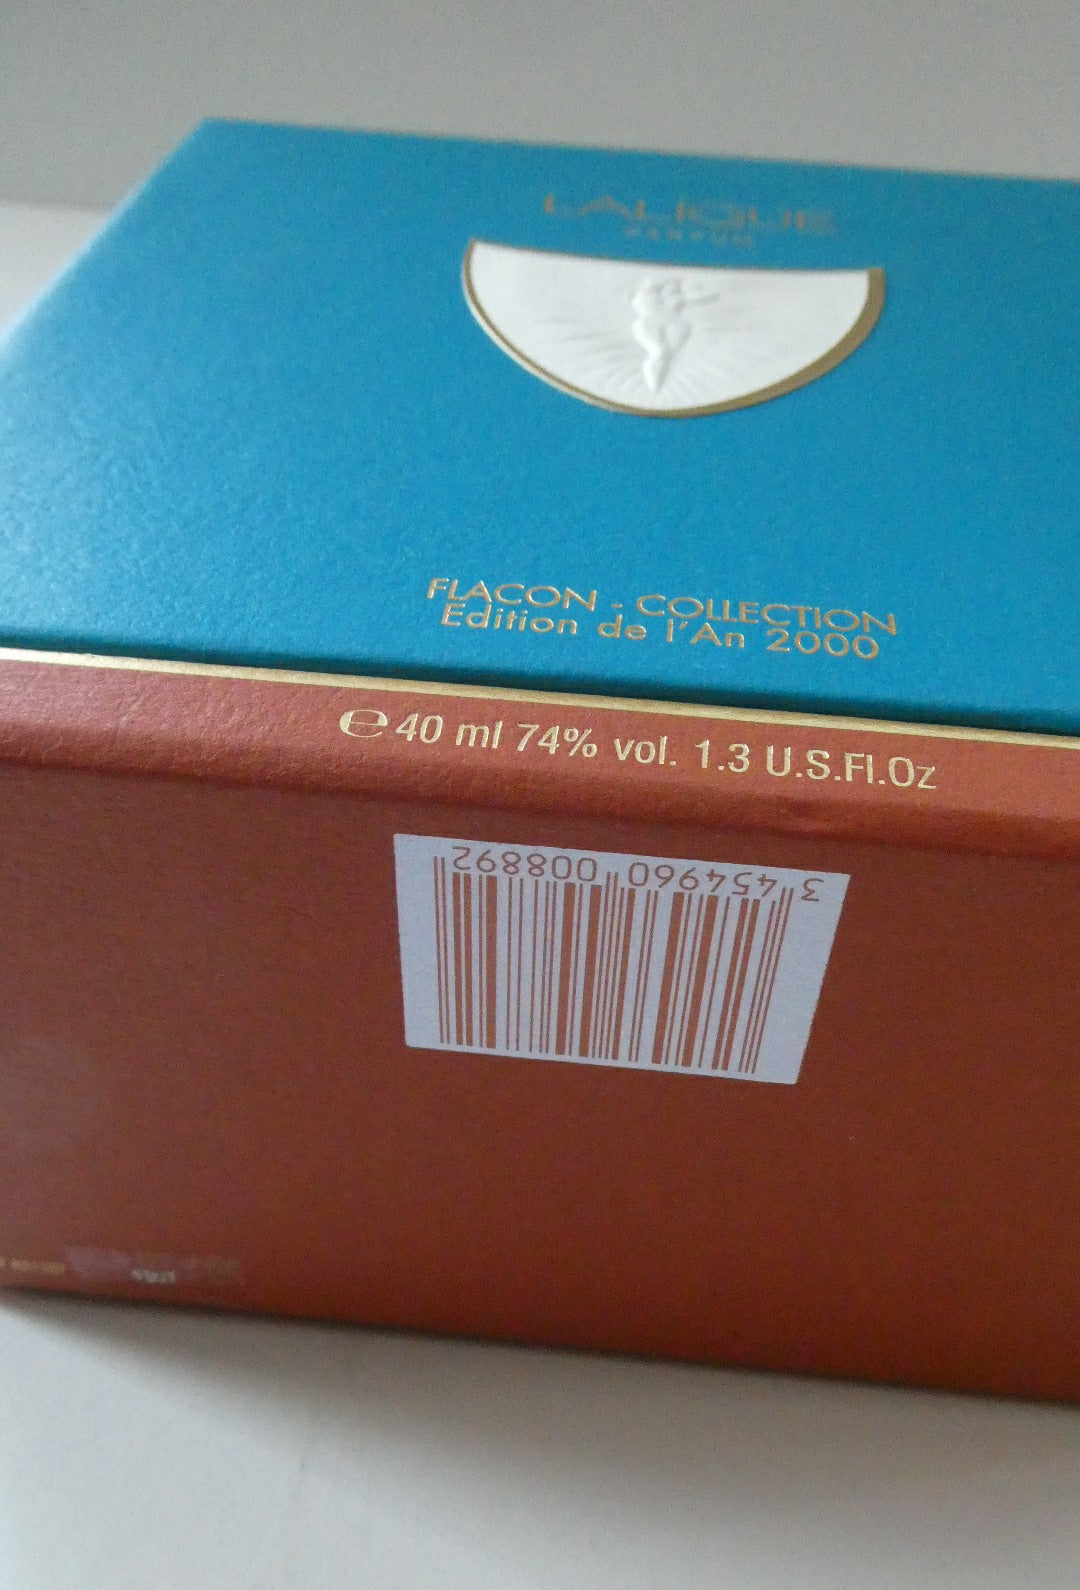 LALIQUE
PARFUM
FLACON - COLLECTION
Edition de l'An 2000
℮ 40 ml 74% vol. 1.3 U.S.Fl.Oz
3 454960 008892